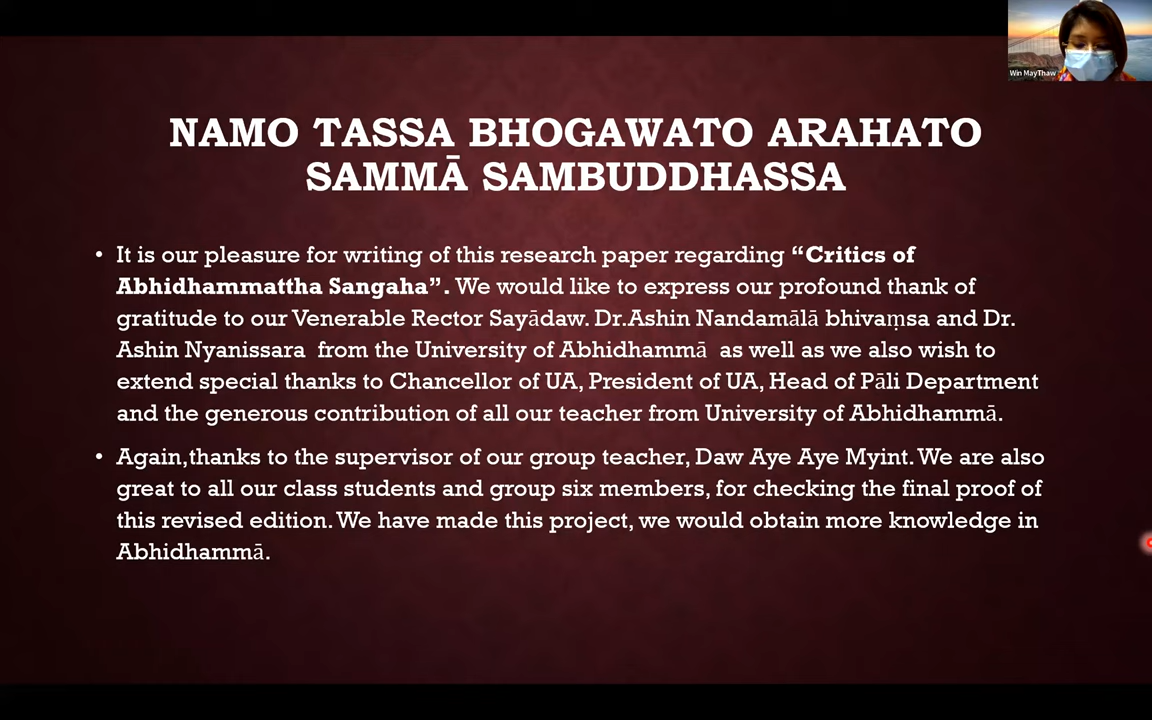 Win MayThaw
NAMO TASSA BHOGAWATO ARAHATO
SAMMĀ SAMBUDDHASSA
• It is our pleasure for writing of this research paper regarding “Critics of
Abhidhammattha Sangaha”. We would like to express our profound thank of
gratitude to our Venerable Rector Sayādaw. Dr.Ashin Nandamālā bhivaṃsa and Dr.
Ashin Nyanissara from the University of Abhidhammā as well as we also wish to
extend special thanks to Chancellor of UA, President of UA, Head of Pāli Department
and the generous contribution of all our teacher from University of Abhidhammā.
• Again,thanks to the supervisor of our group teacher, Daw Aye Aye Myint. We are also
great to all our class students and group six members, for checking the final proof of
this revised edition. We have made this project, we would obtain more knowledge in
Abhidhammā.